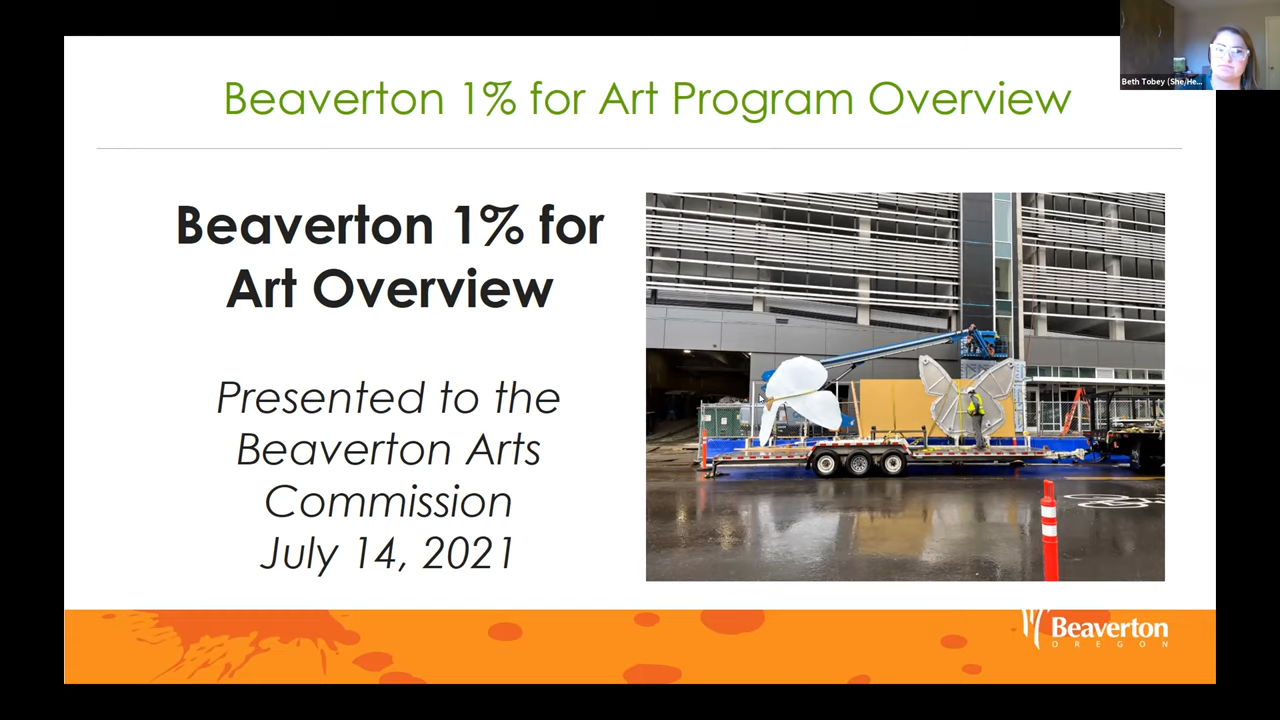 Beaverton 1% for Art Program Overview
Beth Tobey (She/He...
Beaverton 1% for
Art Overview
Presented to the
Beaverton Arts
Commission
July 14, 2021
Beaverton
OREGON